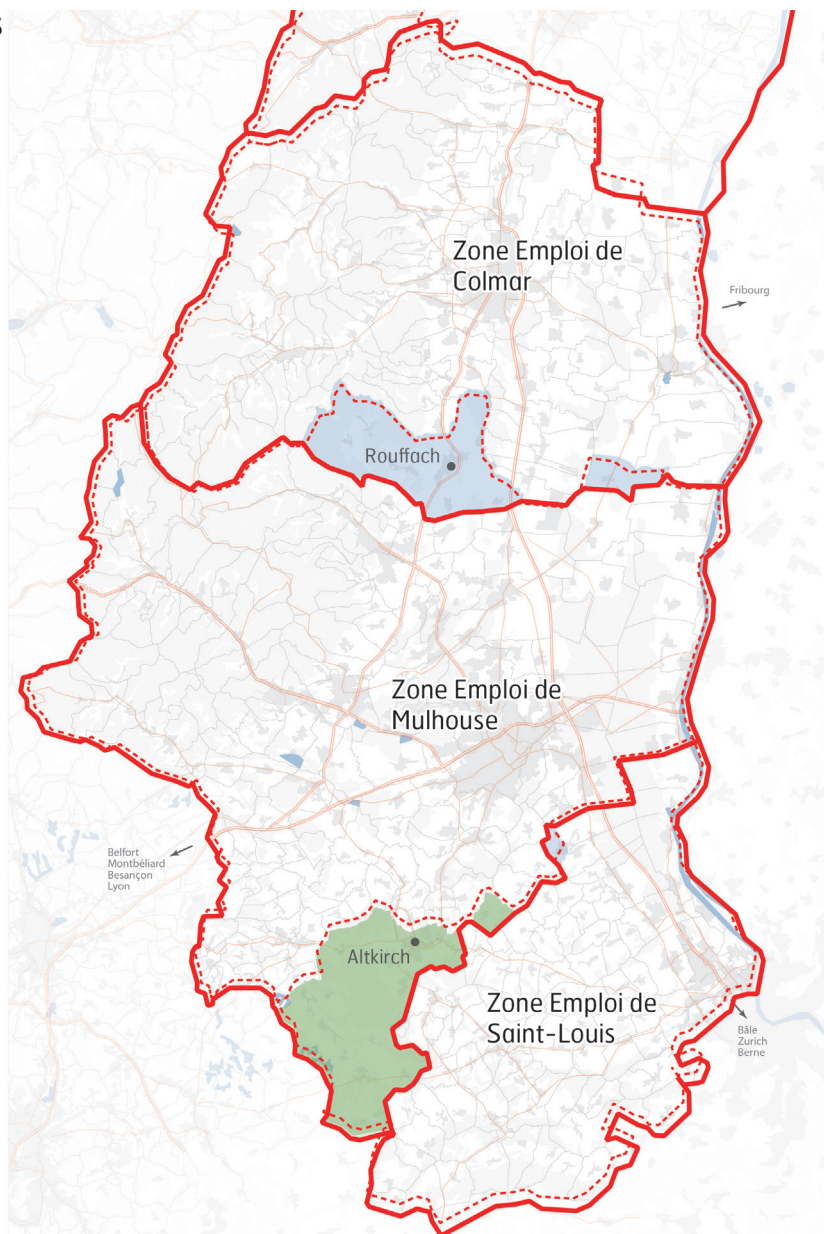 s
Zone Emploi de
Colmar
Fribourg
Rouffach
Zone Emploi de
Mulhouse
Belfort
Montbéliard
Besançon
Lyon
Altkirch
Zone Emploi de
Saint-Louis
Bâle
Zurich
Berne